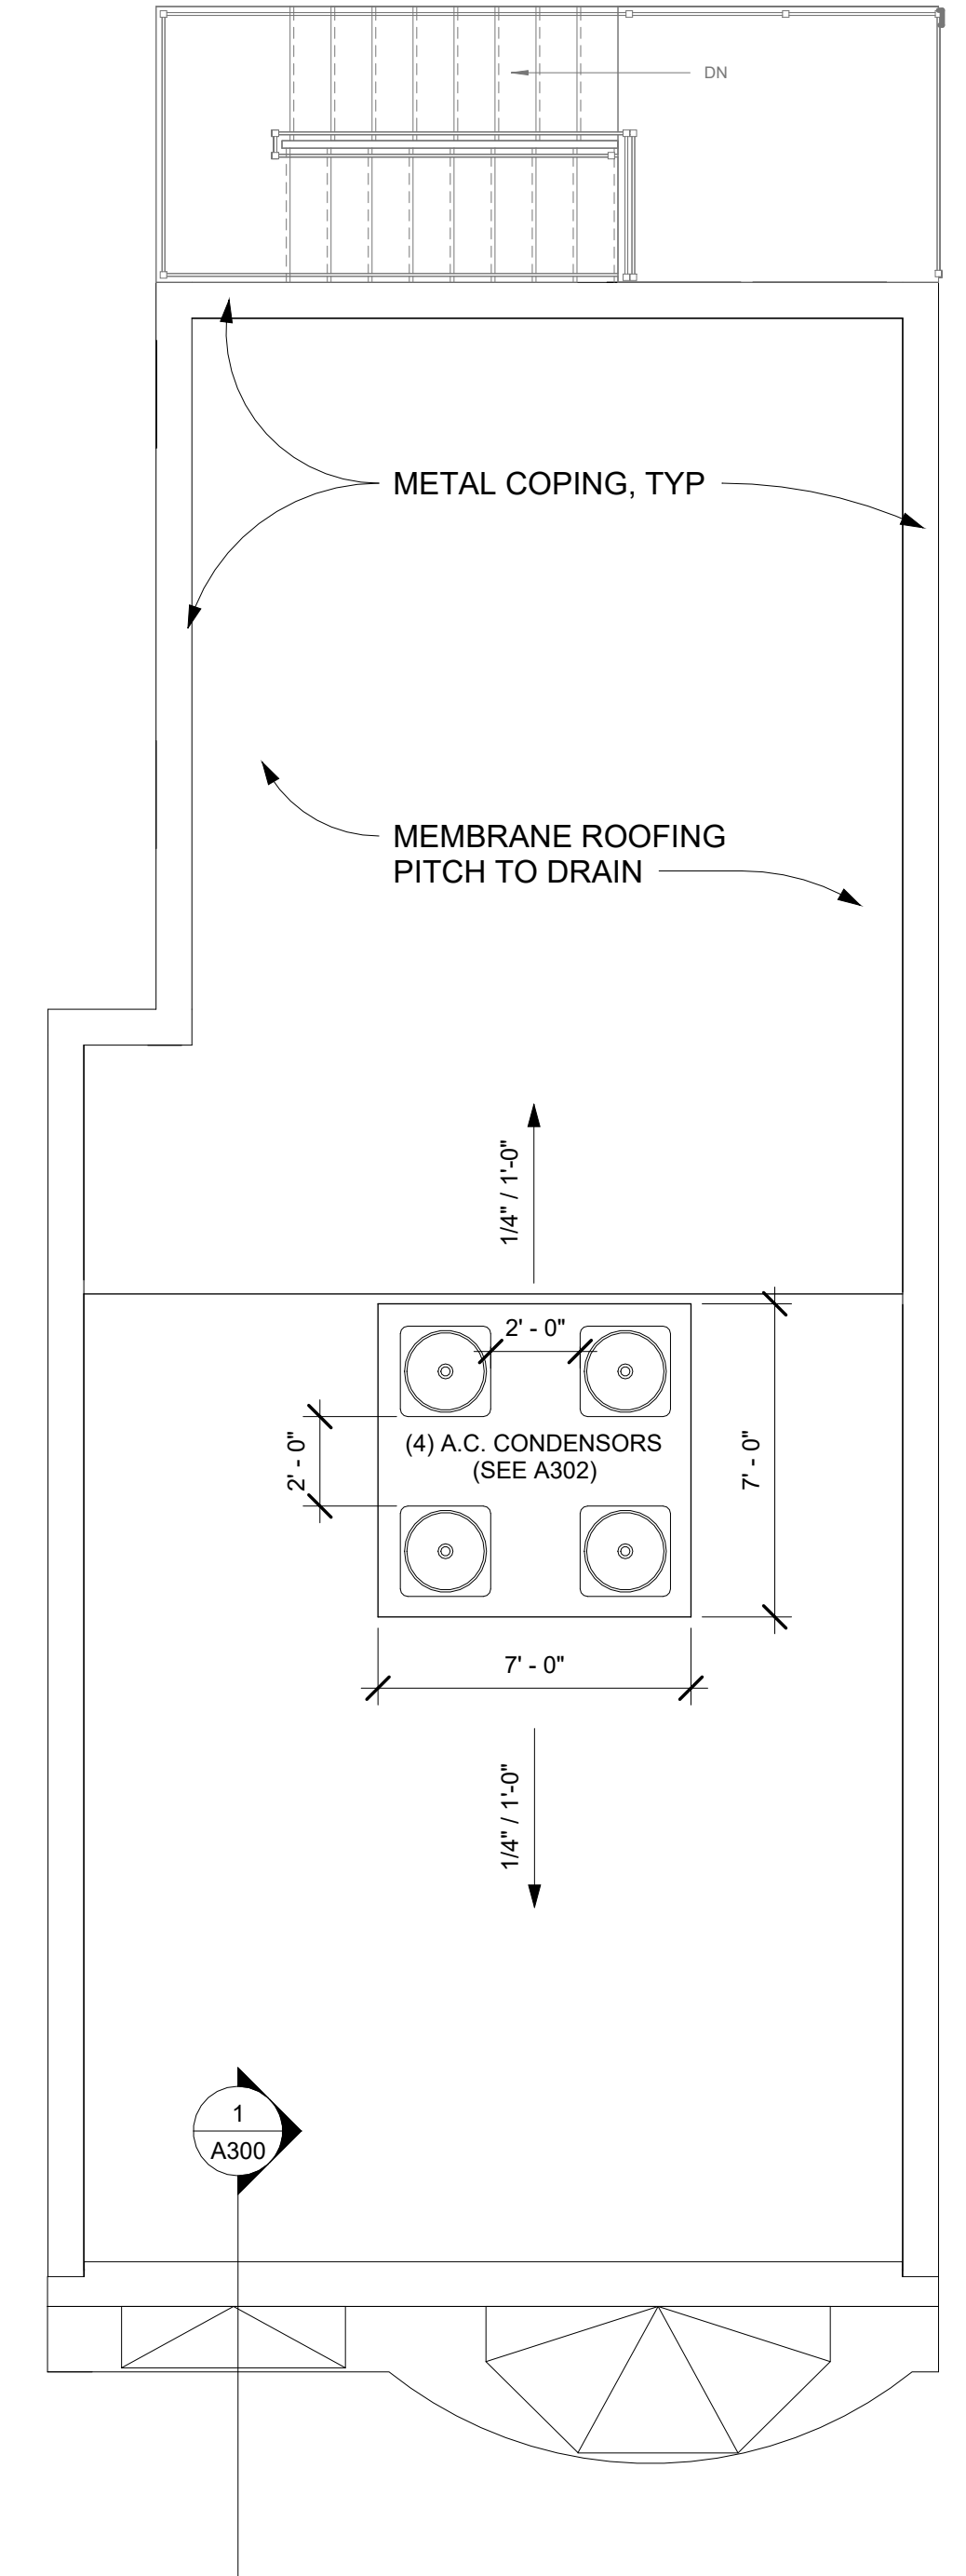 DN
METAL COPING, TYP
MEMBRANE ROOFING
PITCH TO DRAIN
1/4" / 1'-0"
2' - 0"
2' - 0"
(4) A.C. CONDENSORS
(SEE A302)
7' - 0"
7' - 0"
1/4" / 1'-0"
1
A300